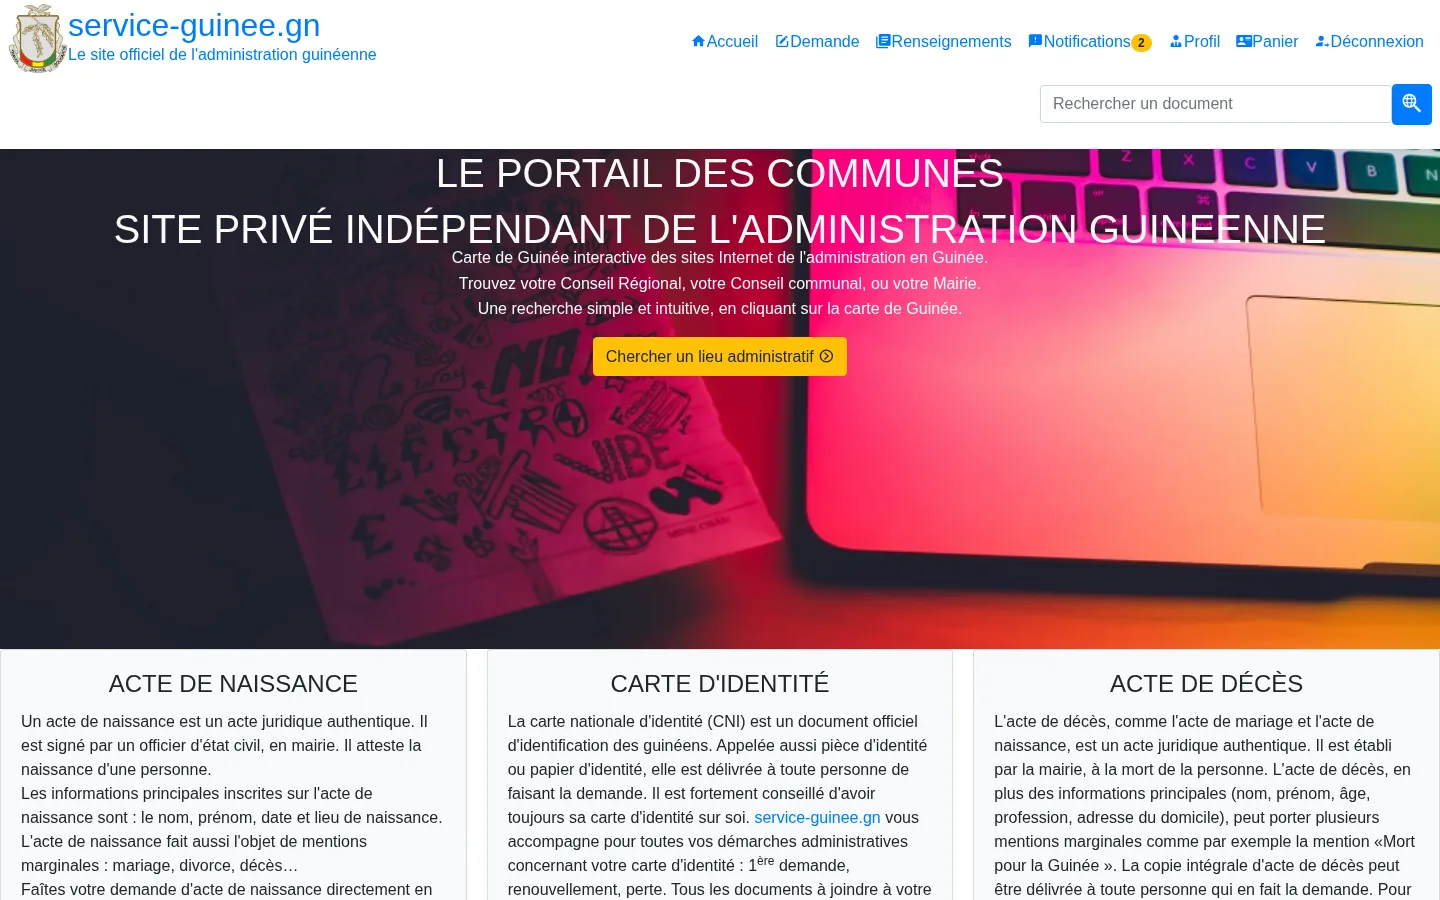 service-guinee.gn
Le site officiel de l'administration guinéenne
Accueil
Demande
Renseignements
Notifications 2
Profil
Panier
Déconnexion
Rechercher un document
LE PORTAIL DES COMMUNES
SITE PRIVÉ INDÉPENDANT DE L'ADMINISTRATION GUINEENNE
Carte de Guinée interactive des sites Internet de l'administration en Guinée.
Trouvez votre Conseil Régional, votre Conseil communal, ou votre Mairie.
Une recherche simple et intuitive, en cliquant sur la carte de Guinée.
Chercher un lieu administratif
shift
Z
X
C
V
B
N
ELECTRO
VIBE
ACTE DE NAISSANCE
Un acte de naissance est un acte juridique authentique. Il
est signé par un officier d'état civil, en mairie. Il atteste la
naissance d'une personne.
Les informations principales inscrites sur l'acte de
naissance sont : le nom, prénom, date et lieu de naissance.
L'acte de naissance fait aussi l'objet de mentions
marginales : mariage, divorce, décès…
Faîtes votre demande d'acte de naissance directement en
CARTE D'IDENTITÉ
La carte nationale d'identité (CNI) est un document officiel
d'identification des guinéens. Appelée aussi pièce d'identité
ou papier d'identité, elle est délivrée à toute personne de
faisant la demande. Il est fortement conseillé d'avoir
toujours sa carte d'identité sur soi. service-guinee.gn vous
accompagne pour toutes vos démarches administratives
concernant votre carte d'identité : 1ère demande,
renouvellement, perte. Tous les documents à joindre à votre
ACTE DE DÉCÈS
L'acte de décès, comme l'acte de mariage et l'acte de
naissance, est un acte juridique authentique. Il est établi
par la mairie, à la mort de la personne. L'acte de décès, en
plus des informations principales (nom, prénom, âge,
profession, adresse du domicile), peut porter plusieurs
mentions marginales comme par exemple la mention «Mort
pour la Guinée ». La copie intégrale d'acte de décès peut
être délivrée à toute personne qui en fait la demande. Pour